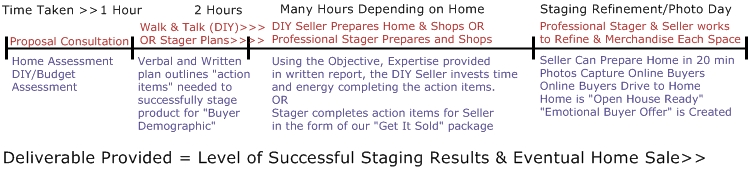 Time Taken >>1 Hour 2 Hours Many Hours Depending on Home Staging Refinement/Photo Day
Proposal Consultation
Walk & Talk (DIY)>>>
OR Stager Plans>>>>
DIY Seller Prepares Home & Shops OR
Professional Stager Prepares and Shops
Professional Stager & Seller works
to Refine & Merchandise Each Space
Home Assessment
DIY/Budget
Assessment
Verbal and Written
plan outlines "action
items" needed to
successfully stage
product for "Buyer
Demographic"
Using the Objective, Expertise provided
in written report, the DIY Seller invests time
and energy completing the action items.
OR
Stager completes action items for Seller
in the form of our "Get It Sold" package
Seller Can Prepare Home in 20 min
Photos Capture Online Buyers
Online Buyers Drive to Home
Home is "Open House Ready"
"Emotional Buyer Offer" is Created
Deliverable Provided = Level of Successful Staging Results & Eventual Home Sale>>